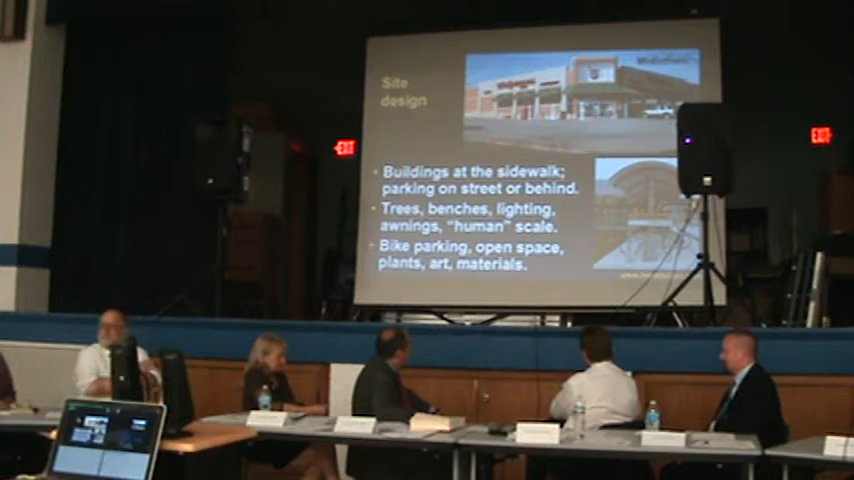 Site
design
EXIT
EXIT
• Buildings at the sidewalk;
parking on street or behind.
• Trees, benches, lighting,
awnings, “human” scale.
• Bike parking, open space,
plants, art, materials.